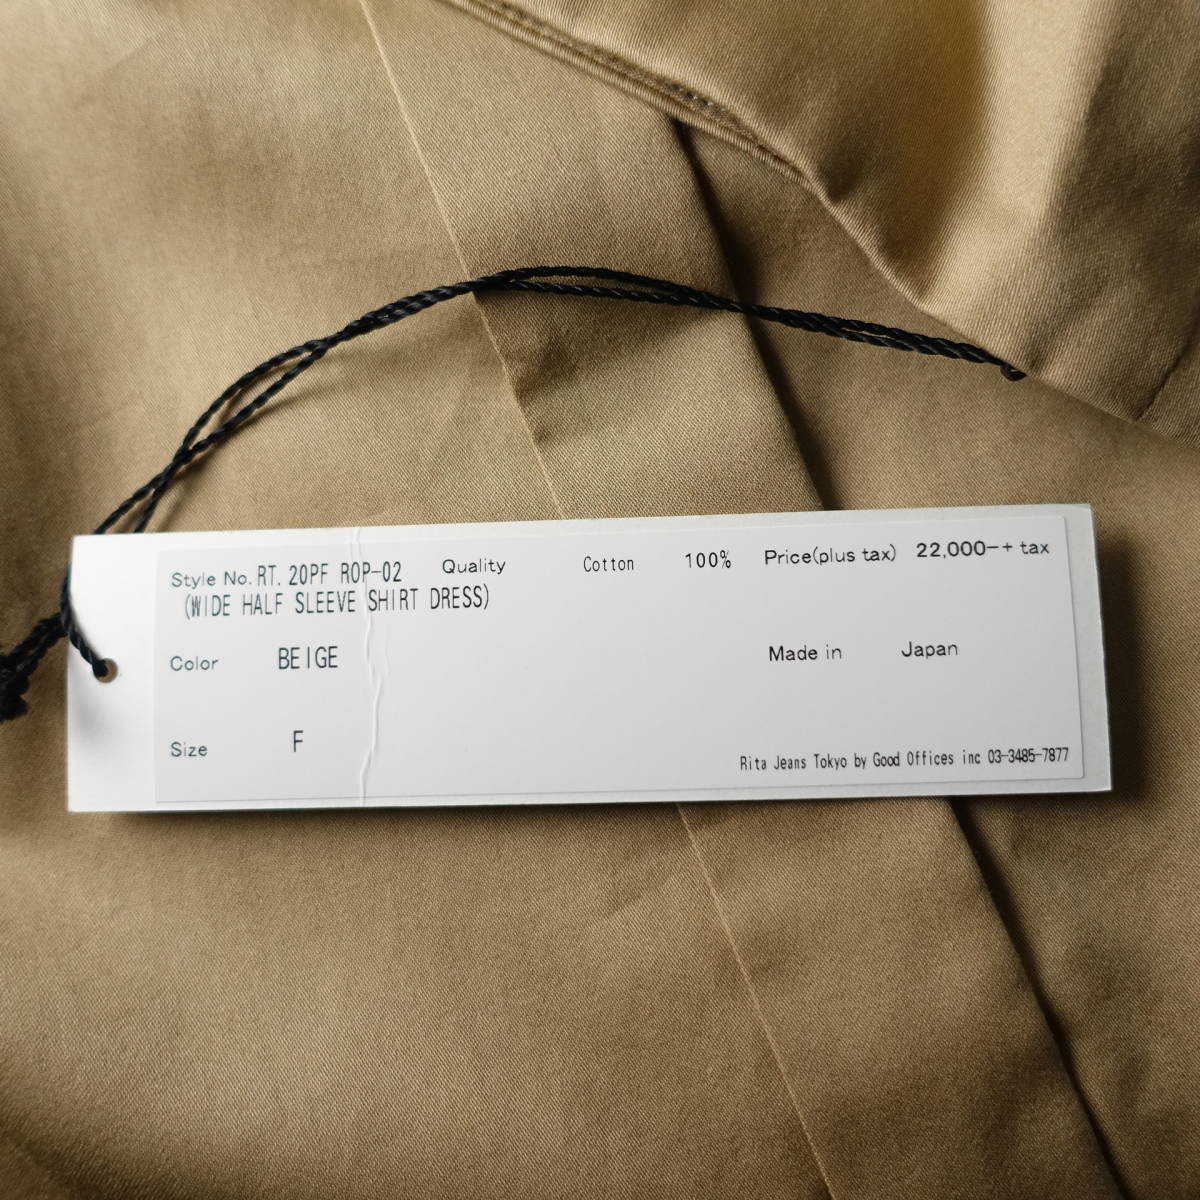 Style No. RT. 20PF ROP-02 Quality Cotton 100% Price(plus tax) 22,000-+ tax
(WIDE HALF SLEEVE SHIRT DRESS)
Color BEIGE Made in Japan
Size F
Rita Jeans Tokyo by Good Offices inc 03-3485-7877